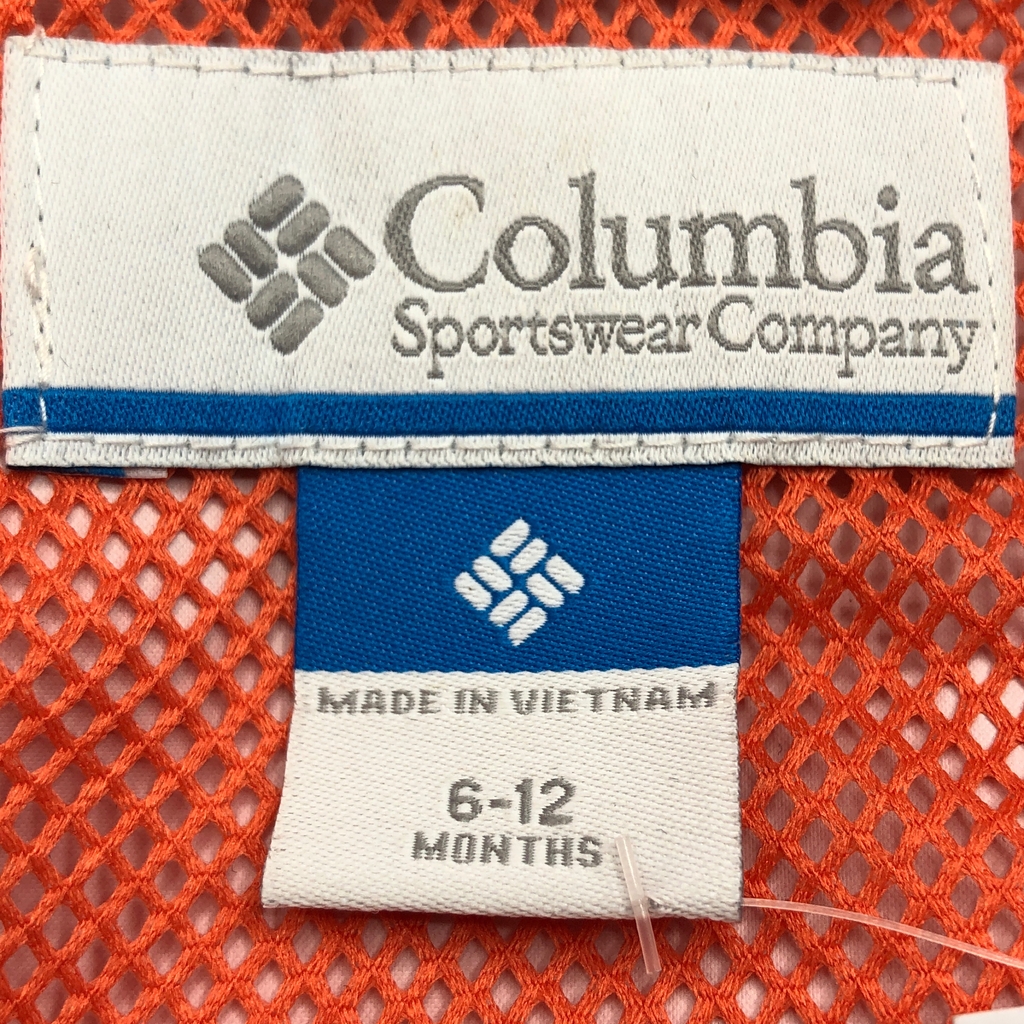 Columbia
Sportswear Company
MADE IN VIETNAM
6-12
MONTHS